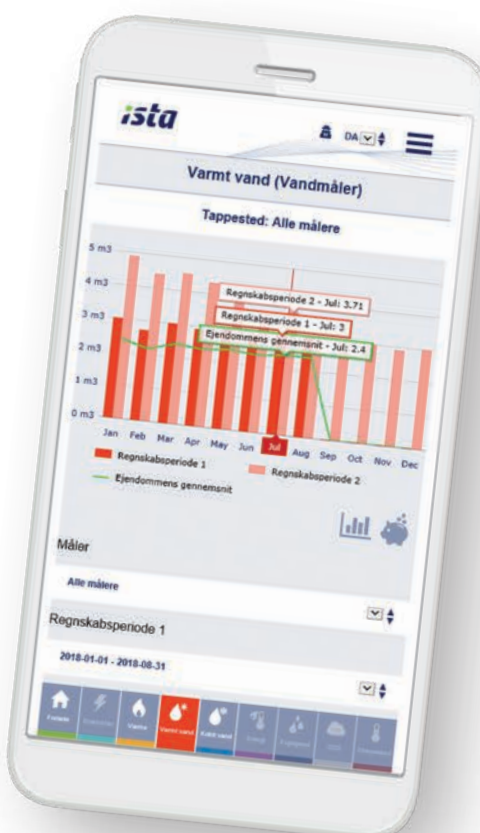 ista
DA
Varmt vand (Vandmåler)
Tappested: Alle målere
5 m3
4 m3
3 m3
2 m3
1 m3
0 m3
Regnskabsperiode 2 - Jul: 3.71
Regnskabsperiode 1 - Jul: 3
Ejendommens gennemsnit - Jul: 2.4
Jan Feb Mar Apr May Jun Jul Aug Sep Oct Nov Dec
Regnskabsperiode 1 Regnskabsperiode 2
Ejendommens gennemsnit
Måler
Alle målere
Regnskabsperiode 1
2018-01-01 - 2018-08-31
Forside Varme Varmt vand Koldt vand